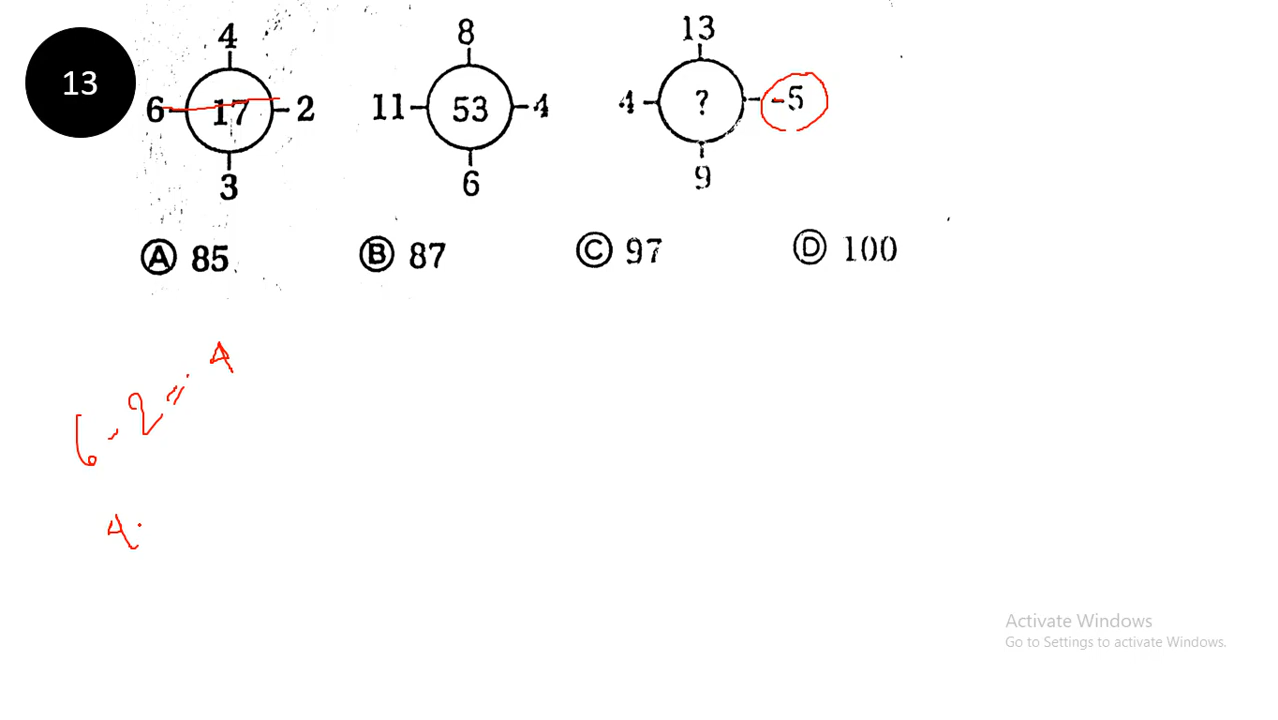 13
4 8 13
6 17 2 11 53 4 4 ? -5
3 6 9
A 85 B 87 C 97 D 100
6 - 2 = 4
4
Activate Windows
Go to Settings to activate Windows.